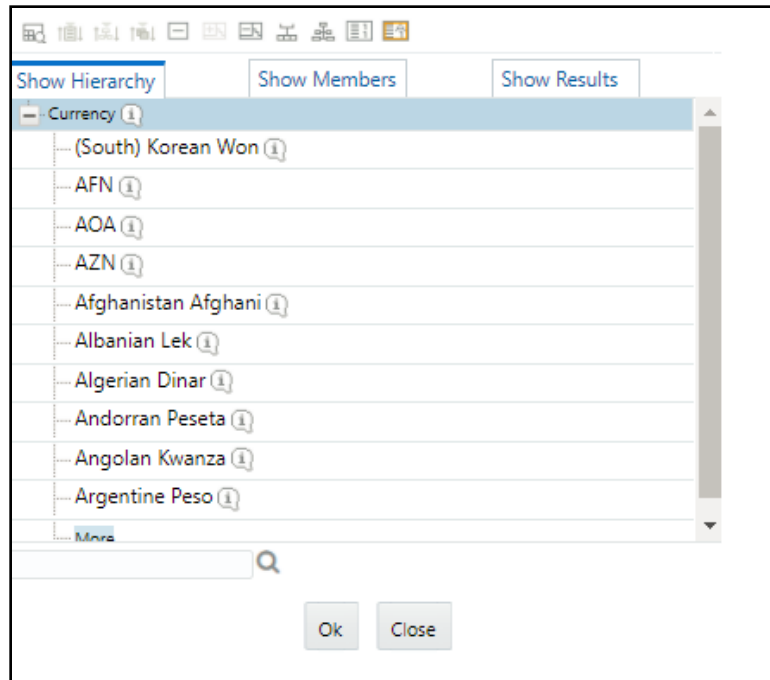 Show Hierarchy Show Members Show Results
Currency
(South) Korean Won
AFN
AOA
AZN
Afghanistan Afghani
Albanian Lek
Algerian Dinar
Andorran Peseta
Angolan Kwanza
Argentine Peso
More
Ok Close